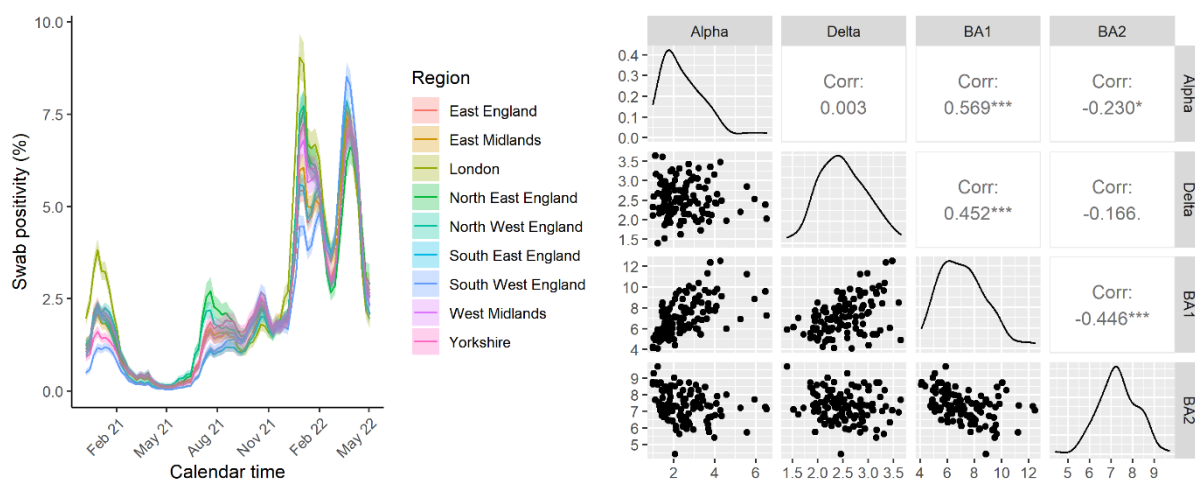 Swab positivity (%)
10.0
7.5
5.0
2.5
0.0
Feb 21
May 21
Aug 21
Nov 21
Feb 22
May 22
Calendar time
Region
East England
East Midlands
London
North East England
North West England
South East England
South West England
West Midlands
Yorkshire
Alpha Delta BA1 BA2
0.4
0.3
0.2
0.1
0.0
Corr:
0.003
Corr:
0.569***
Corr:
-0.230*
Alpha
3.5
3.0
2.5
2.0
1.5
Corr:
0.452***
Corr:
-0.166.
Delta
12
10
8
6
4
Corr:
-0.446***
BA1
9
8
7
6
5
BA2
2 4 6
1.5 2.0 2.5 3.0 3.5
4 6 8 10 12
5 6 7 8 9